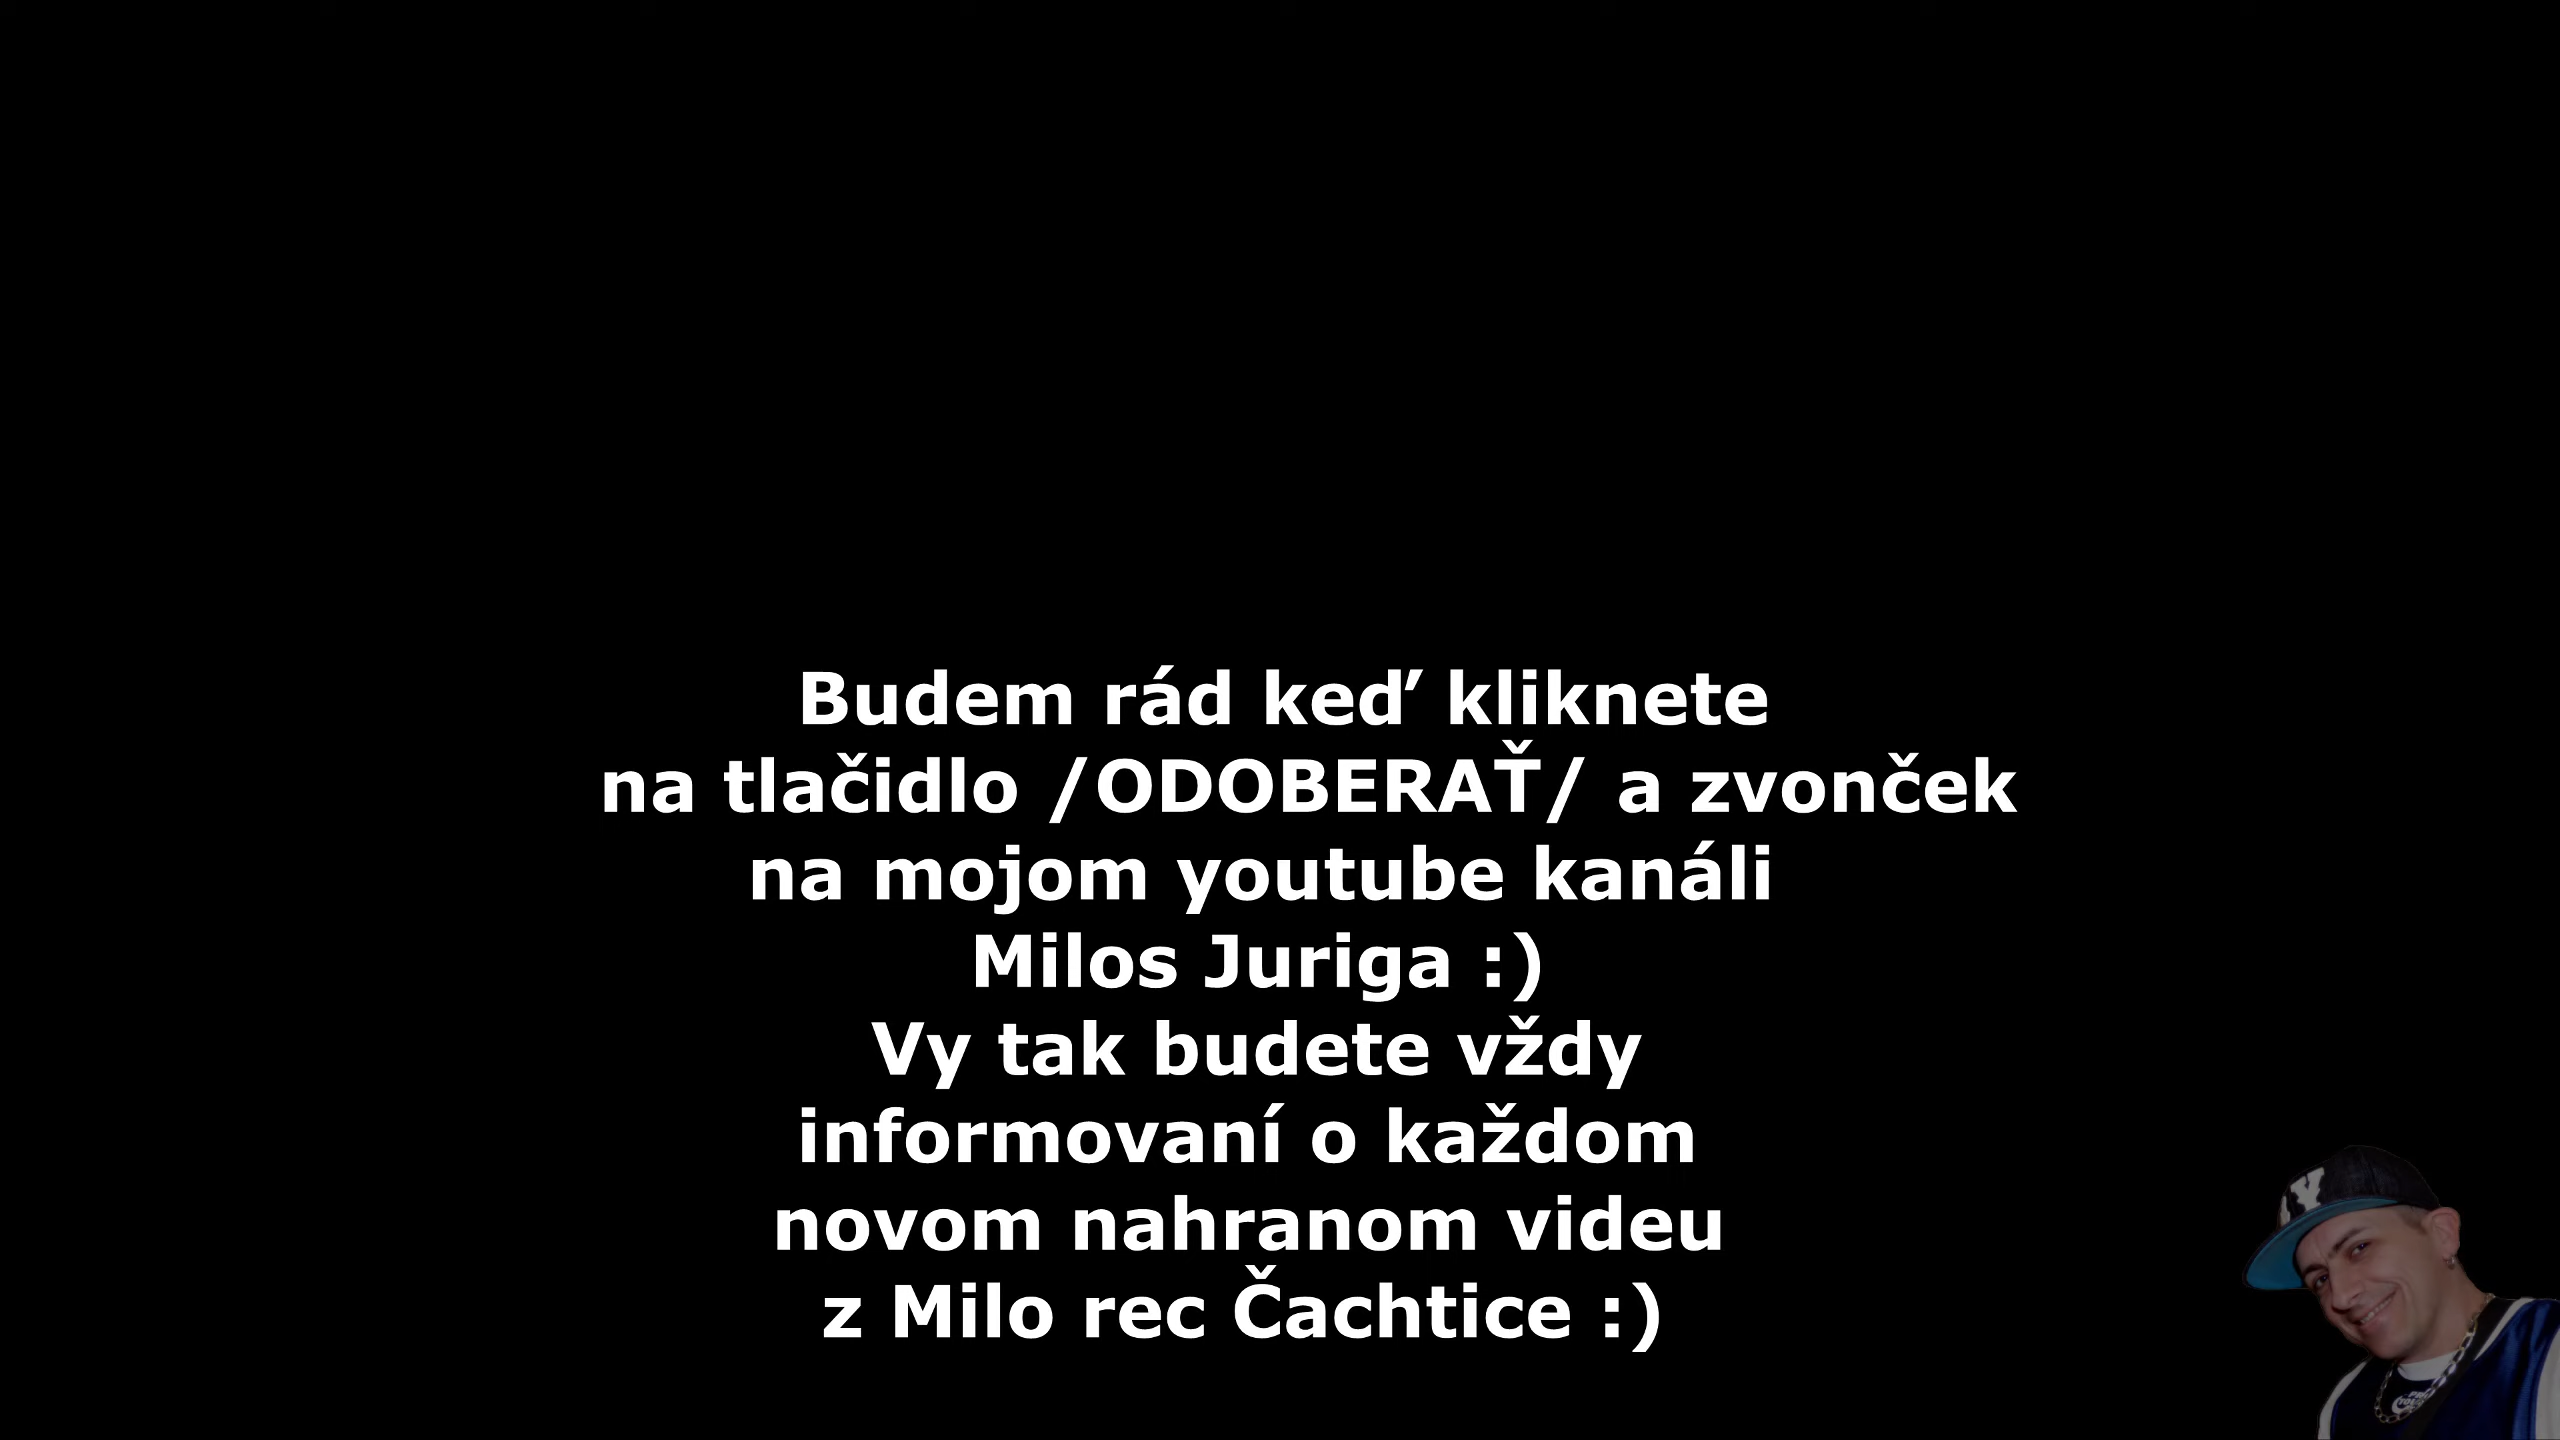 Budem rád keď kliknete
na tlačidlo /ODOBERAŤ/ a zvonček
na mojom youtube kanáli
Milos Juriga :)
Vy tak budete vždy
informovaní o každom
novom nahranom videu
z Milo rec Čachtice :)